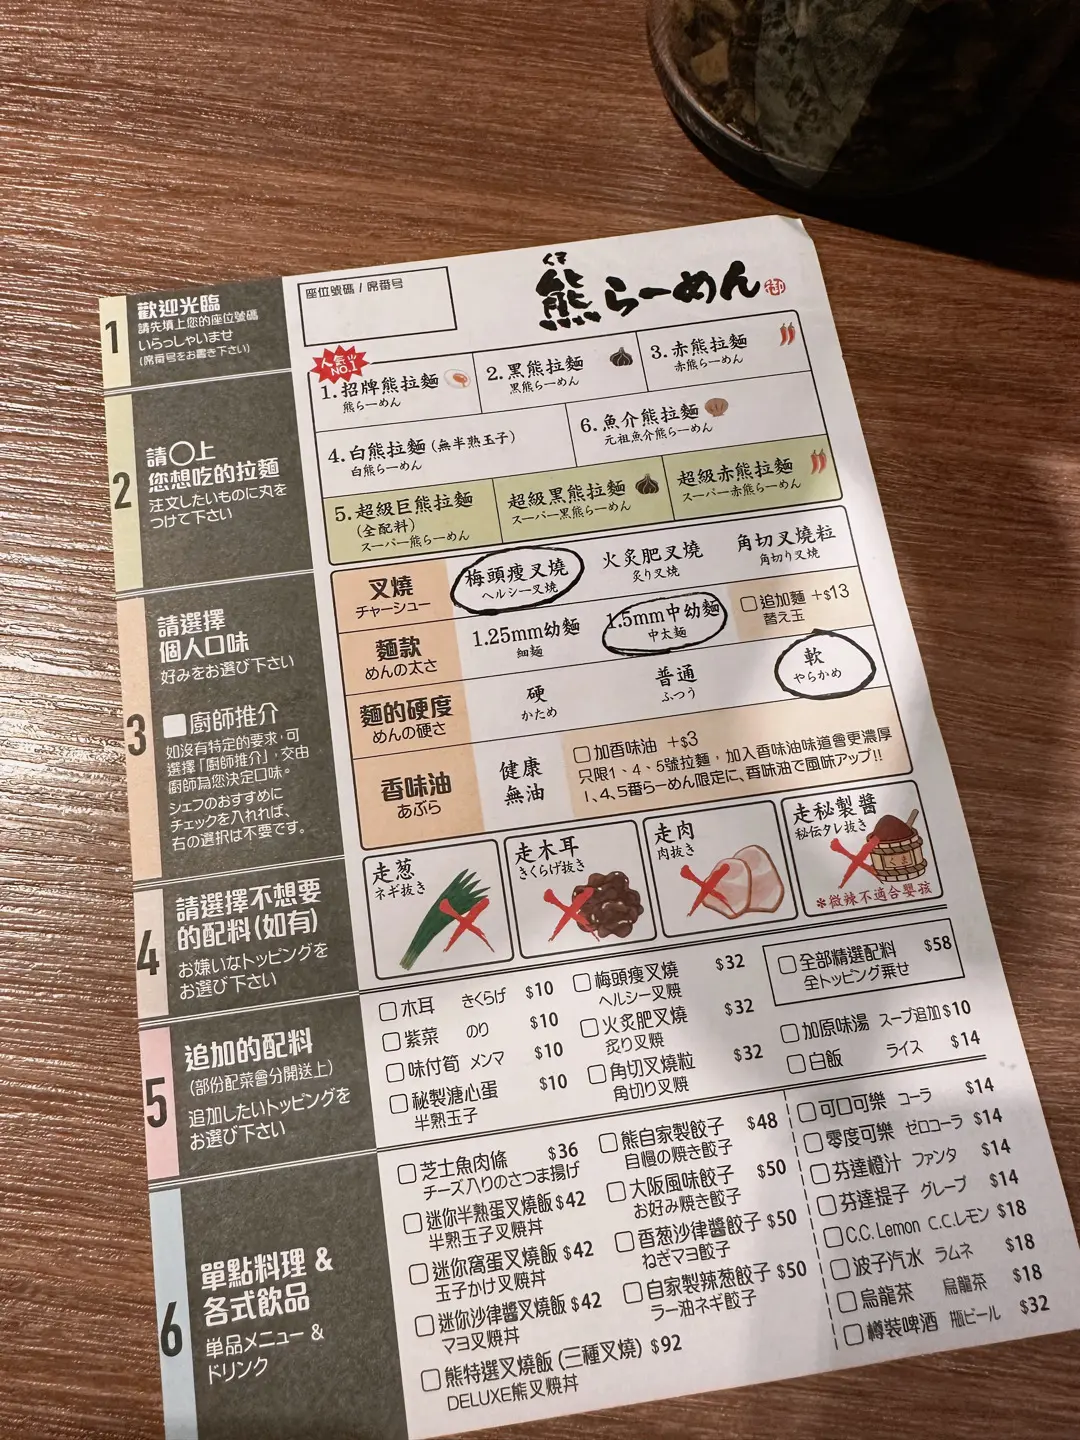 1
歡迎光臨
請先填上您的座位號碼
いらっしゃいませ
(席番号をお書き下さい)
座位號碼 / 席番号
くま
熊らーめん
御
2
請〇上
您想吃的拉麵
注文したいものに丸を
つけて下さい
人気
NO.1
1.招牌熊拉麵
熊らーめん
2.黑熊拉麵
黒熊らーめん
3.赤熊拉麵
赤熊らーめん
4.白熊拉麵(無半熟玉子)
白熊らーめん
6.魚介熊拉麵
元祖魚介熊らーめん
5.超級巨熊拉麵
(全配料)
スーパー熊らーめん
超級黑熊拉麵
スーパー黒熊らーめん
超級赤熊拉麵
スーパー赤熊らーめん
3
請選擇
個人口味
好みをお選び下さい
廚師推介
如沒有特定的要求,可
選擇「廚師推介」,交由
廚師為您決定口味。
シェフのおすすめに
チェックを入れれば、
右の選択は不要です。
叉燒
チャーシュー
梅頭瘦叉燒
ヘルシー叉焼
火炙肥叉燒
炙り叉焼
角切叉燒粒
角切り叉焼
麵款
めんの太さ
1.25mm幼麵
細麺
1.5mm中幼麵
中太麺
追加麵 +$13
替え玉
麵的硬度
めんの硬さ
硬
かため
普通
ふつう
軟
やらかめ
香味油
あぶら
健康
無油
加香味油 +$3
只限1、4、5號拉麵,加入香味油味道會更濃厚
1、4、5番らーめん限定に、香味油で風味アップ!!
4
請選擇不想要
的配料(如有)
お嫌いなトッピングを
お選び下さい
走葱
ネギ抜き
走木耳
きくらげ抜き
走肉
肉抜き
走秘製醬
秘伝タレ抜き
くま
*微辣不適合嬰孩
5
追加的配料
(部份配菜會分開送上)
追加したいトッピングを
お選び下さい
木耳 きくらげ $10
紫菜 のり $10
味付筍 メンマ $10
秘製溏心蛋 $10
半熟玉子
梅頭瘦叉燒 $32
ヘルシー叉焼
火炙肥叉燒 $32
炙り叉焼
角切叉燒粒 $32
角切り叉焼
全部精選配料 $58
全トッピング乗せ
加原味湯 スープ追加 $10
白飯 ライス $14
6
單點料理 &
各式飲品
単品メニュー &
ドリンク
芝士魚肉條 $36
チーズ入りのさつま揚げ
迷你半熟蛋叉燒飯 $42
半熟玉子叉焼丼
迷你窩蛋叉燒飯 $42
玉子かけ叉焼丼
迷你沙律醬叉燒飯 $42
マヨ叉焼丼
熊特選叉燒飯(三種叉燒) $92
DELUXE熊叉焼丼
熊自家製餃子 $48
自慢の焼き餃子
大阪風味餃子 $50
お好み焼き餃子
香葱沙律醬餃子 $50
ねぎマヨ餃子
自家製辣葱餃子 $50
ラー油ネギ餃子
可口可樂 コーラ $14
零度可樂 ゼロコーラ $14
芬達橙汁 ファンタ $14
芬達提子 グレープ $14
C.C. Lemon C.C.レモン $18
波子汽水 ラムネ $18
烏龍茶 烏龍茶 $18
樽裝啤酒 瓶ビール $32